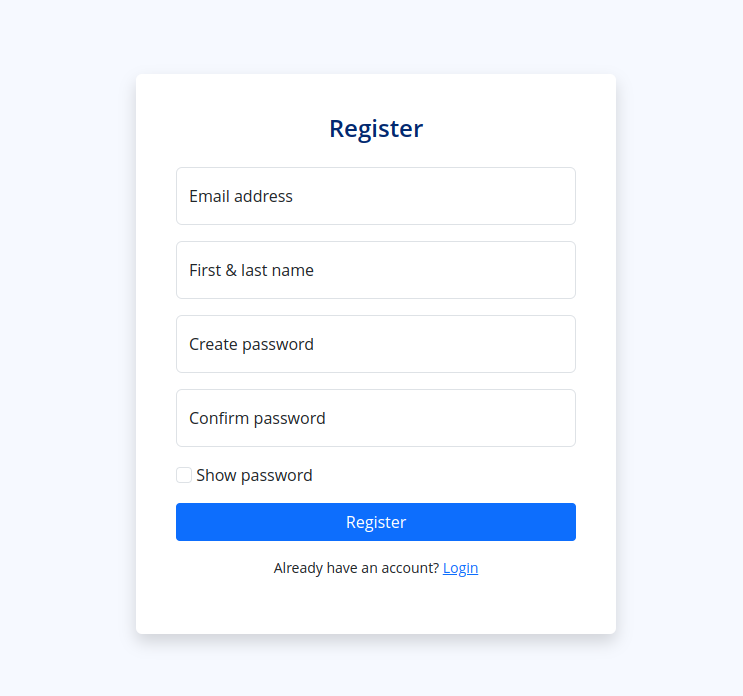 Register
Email address
First & last name
Create password
Confirm password
Show password
Register
Already have an account? Login